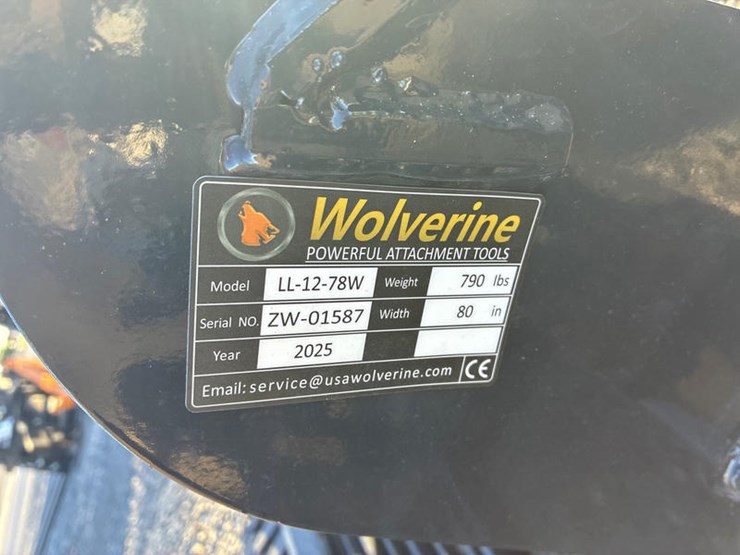 Wolverine
POWERFUL ATTACHMENT TOOLS
Model LL-12-78W Weight 790 lbs
Serial NO. ZW-01587 Width 80 in
Year 2025
Email: service@usawolverine.com CE